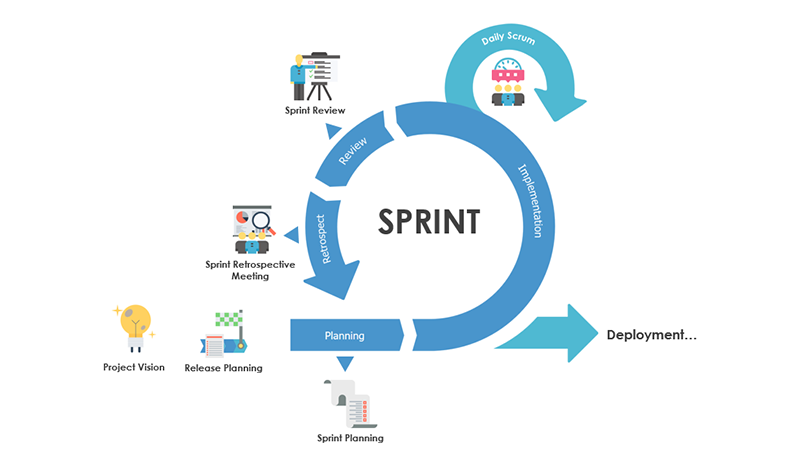 Daily Scrum
Sprint Review
Review
Implementation
SPRINT
Retrospect
Sprint Retrospective
Meeting
Planning
Deployment...
Project Vision
Release Planning
Sprint Planning